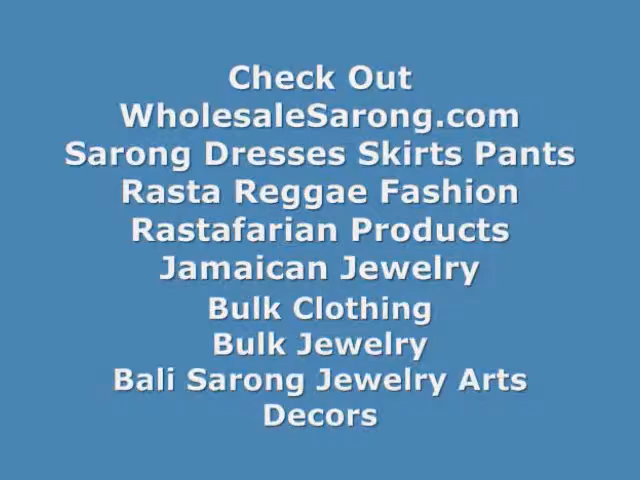 Check Out
WholesaleSarong.com
Sarong Dresses Skirts Pants
Rasta Reggae Fashion
Rastafarian Products
Jamaican Jewelry
Bulk Clothing
Bulk Jewelry
Bali Sarong Jewelry Arts
Decors